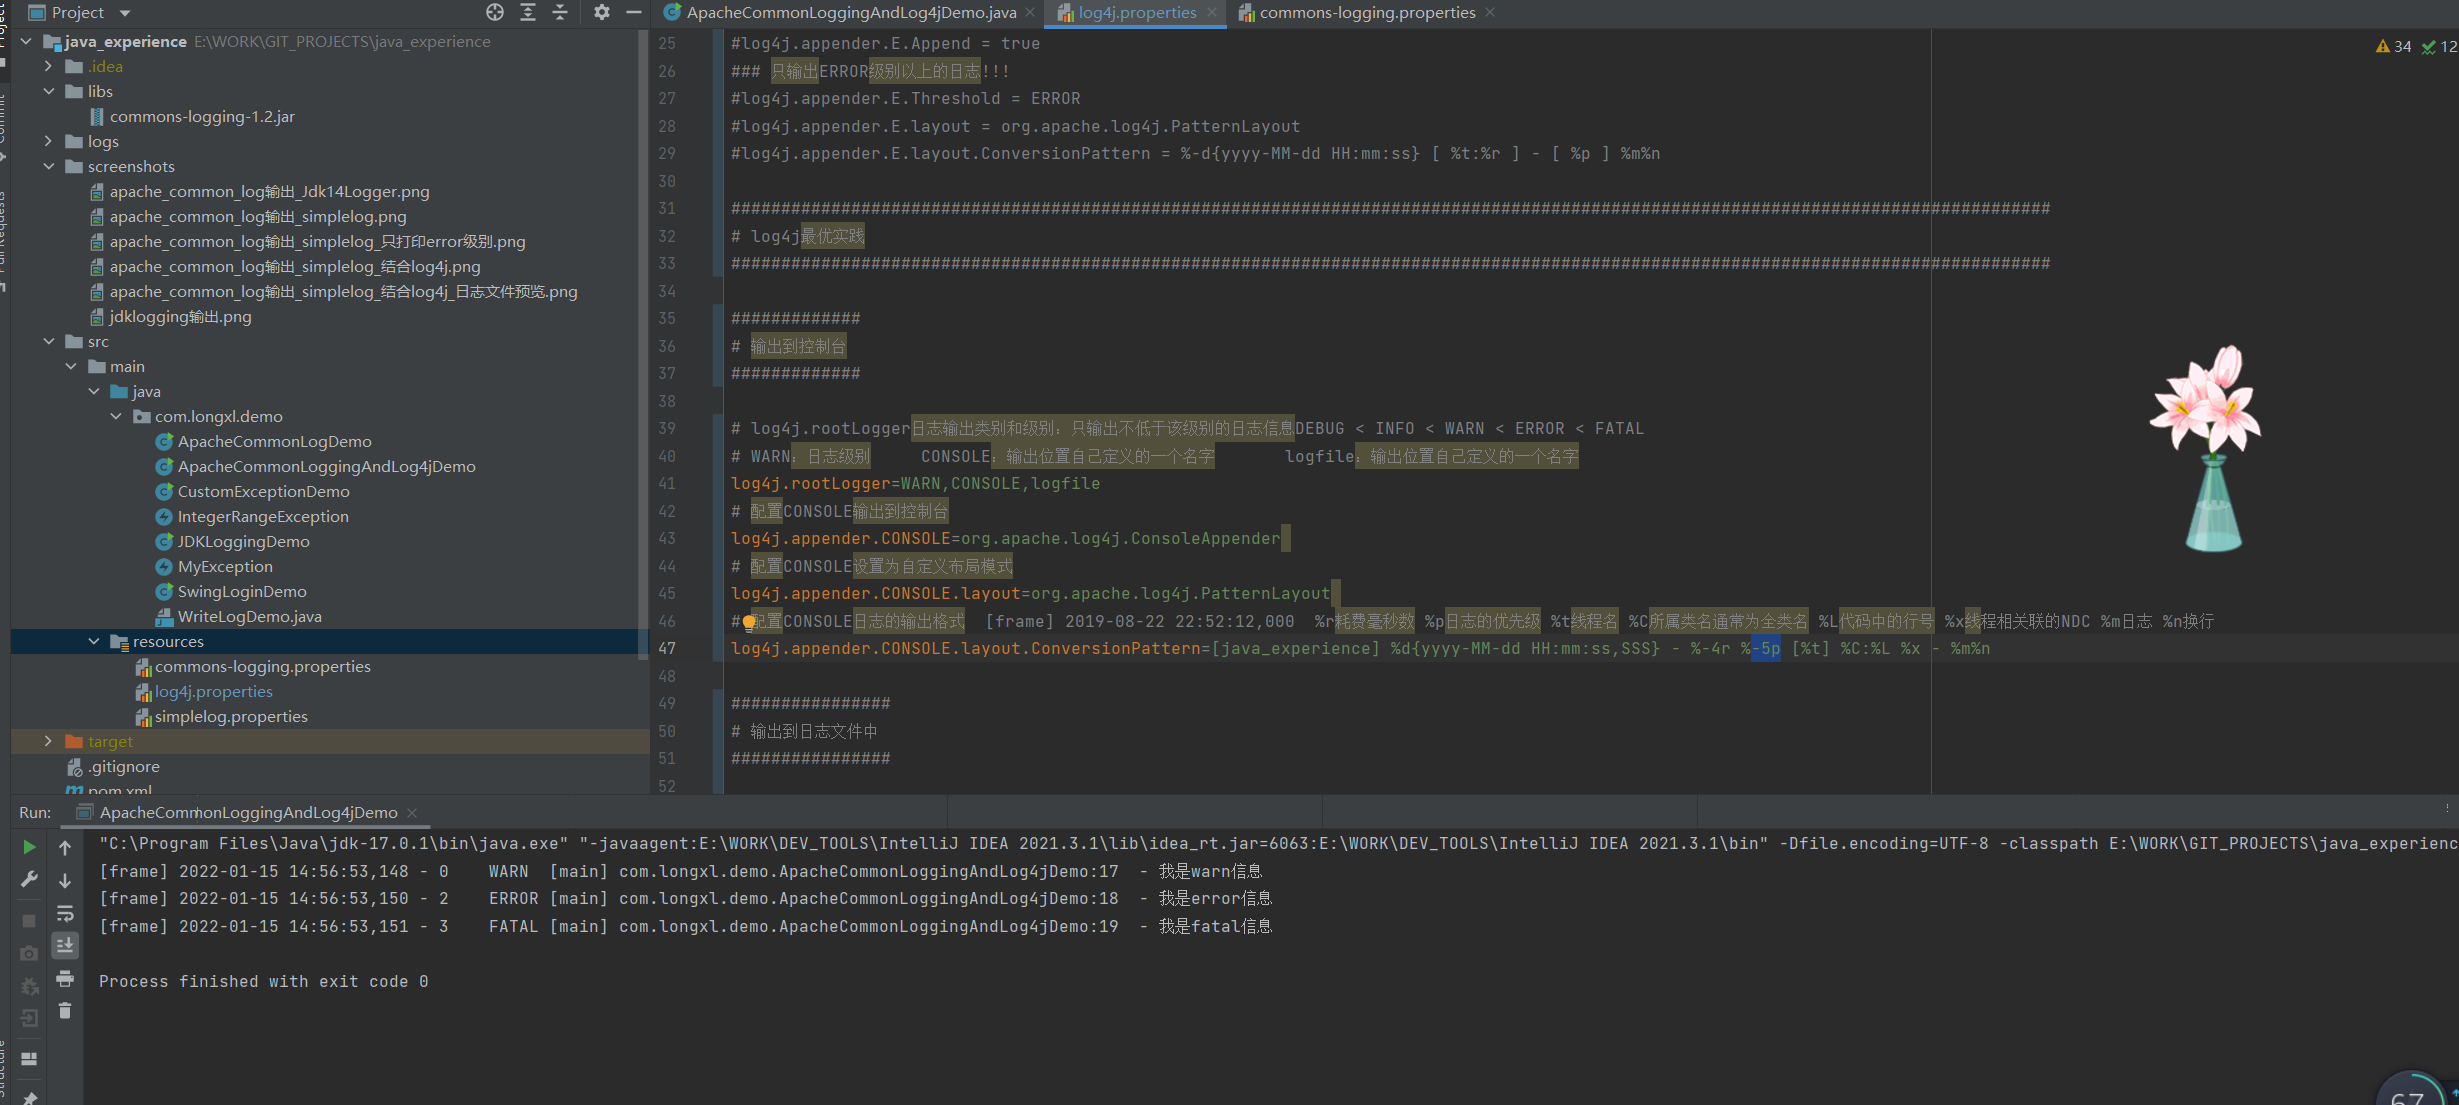 Project
java_experience E:\WORK\GIT_PROJECTS\java_experience
.idea
libs
commons-logging-1.2.jar
logs
screenshots
apache_common_log输出_Jdk14Logger.png
apache_common_log输出_simplelog.png
apache_common_log输出_simplelog_只打印error级别.png
apache_common_log输出_simplelog_结合log4j.png
apache_common_log输出_simplelog_结合log4j_日志文件预览.png
jdklogging输出.png
src
main
java
com.longxl.demo
ApacheCommonLogDemo
ApacheCommonLoggingAndLog4jDemo
CustomExceptionDemo
IntegerRangeException
JDKLoggingDemo
MyException
SwingLoginDemo
WriteLogDemo.java
resources
commons-logging.properties
log4j.properties
simplelog.properties
target
.gitignore
pom.xml
ApacheCommonLoggingAndLog4jDemo.java log4j.properties commons-logging.properties
34 12
25 #log4j.appender.E.Append = true
26 ### 只输出ERROR级别以上的日志!!!
27 #log4j.appender.E.Threshold = ERROR
28 #log4j.appender.E.layout = org.apache.log4j.PatternLayout
29 #log4j.appender.E.layout.ConversionPattern = %-d{yyyy-MM-dd HH:mm:ss} [ %t:%r ] - [ %p ] %m%n
30
31 ####################################################################################################################################
32 # log4j最优实践
33 ####################################################################################################################################
34
35 #############
36 # 输出到控制台
37 #############
38
39 # log4j.rootLogger日志输出类别和级别：只输出不低于该级别的日志信息DEBUG < INFO < WARN < ERROR < FATAL
40 # WARN：日志级别 CONSOLE：输出位置自己定义的一个名字 logfile：输出位置自己定义的一个名字
41 log4j.rootLogger=WARN,CONSOLE,logfile
42 # 配置CONSOLE输出到控制台
43 log4j.appender.CONSOLE=org.apache.log4j.ConsoleAppender
44 # 配置CONSOLE设置为自定义布局模式
45 log4j.appender.CONSOLE.layout=org.apache.log4j.PatternLayout
46 # 配置CONSOLE日志的输出格式 [frame] 2019-08-22 22:52:12,000 %r耗费毫秒数 %p日志的优先级 %t线程名 %C所属类名通常为全类名 %L代码中的行号 %x线程相关联的NDC %m日志 %n换行
47 log4j.appender.CONSOLE.layout.ConversionPattern=[java_experience] %d{yyyy-MM-dd HH:mm:ss,SSS} - %-4r %-5p [%t] %C:%L %x - %m%n
48
49 ################
50 # 输出到日志文件中
51 ################
52
Run: ApacheCommonLoggingAndLog4jDemo
"C:\Program Files\Java\jdk-17.0.1\bin\java.exe" "-javaagent:E:\WORK\DEV_TOOLS\IntelliJ IDEA 2021.3.1\lib\idea_rt.jar=6063:E:\WORK\DEV_TOOLS\IntelliJ IDEA 2021.3.1\bin" -Dfile.encoding=UTF-8 -classpath E:\WORK\GIT_PROJECTS\java_experienc
[frame] 2022-01-15 14:56:53,148 - 0 WARN [main] com.longxl.demo.ApacheCommonLoggingAndLog4jDemo:17 - 我是warn信息
[frame] 2022-01-15 14:56:53,150 - 2 ERROR [main] com.longxl.demo.ApacheCommonLoggingAndLog4jDemo:18 - 我是error信息
[frame] 2022-01-15 14:56:53,151 - 3 FATAL [main] com.longxl.demo.ApacheCommonLoggingAndLog4jDemo:19 - 我是fatal信息
Process finished with exit code 0
Structure
67